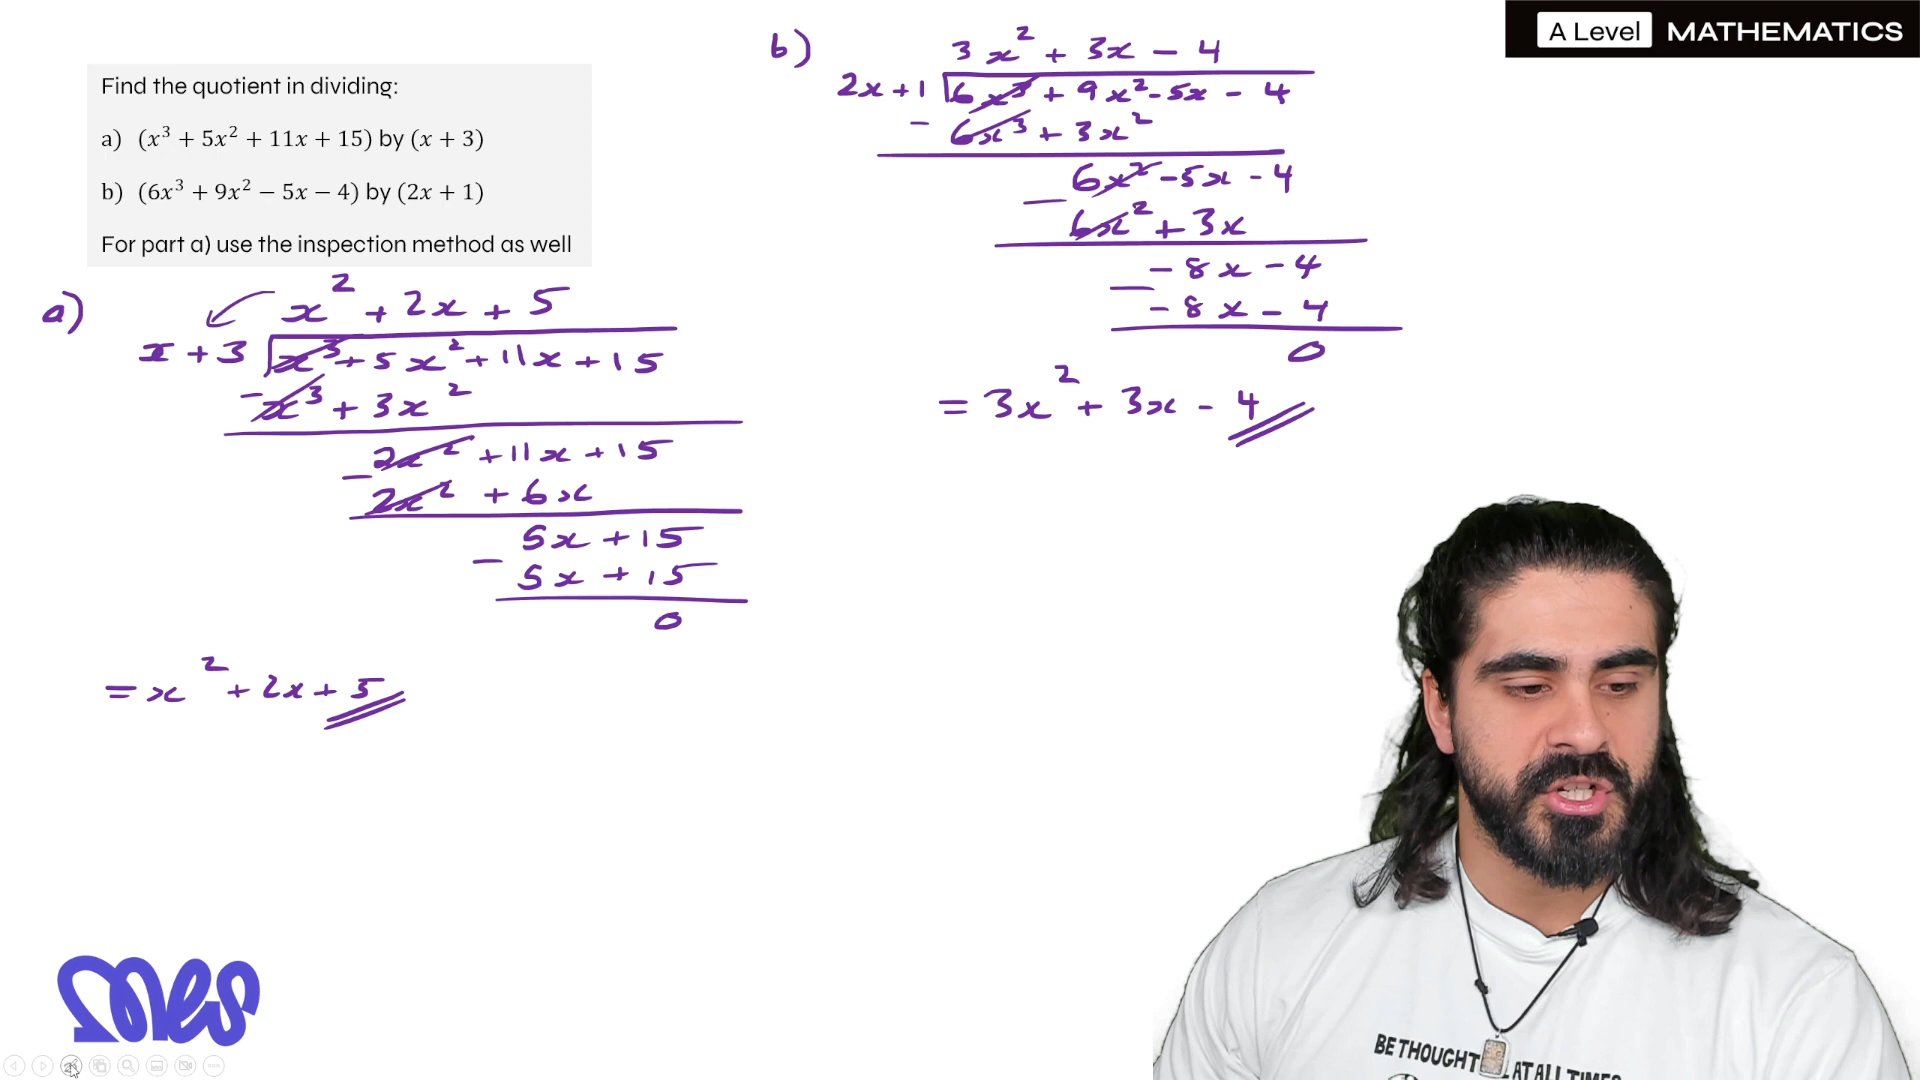 A Level MATHEMATICS
Find the quotient in dividing:
a) (x³ + 5x² + 11x + 15) by (x + 3)
b) (6x³ + 9x² − 5x − 4) by (2x + 1)
For part a) use the inspection method as well
a)
x² + 2x + 5
x + 3 x³ + 5x² + 11x + 15
− x³ + 3x²
2x² + 11x + 15
− 2x² + 6x
5x + 15
− 5x + 15
0
= x² + 2x + 5
b)
3x² + 3x − 4
2x + 1 6x³ + 9x² − 5x − 4
− 6x³ + 3x²
6x² − 5x − 4
− 6x² + 3x
− 8x − 4
− − 8x − 4
0
= 3x² + 3x − 4
mes
BE THOUGHT AT ALL TIMES